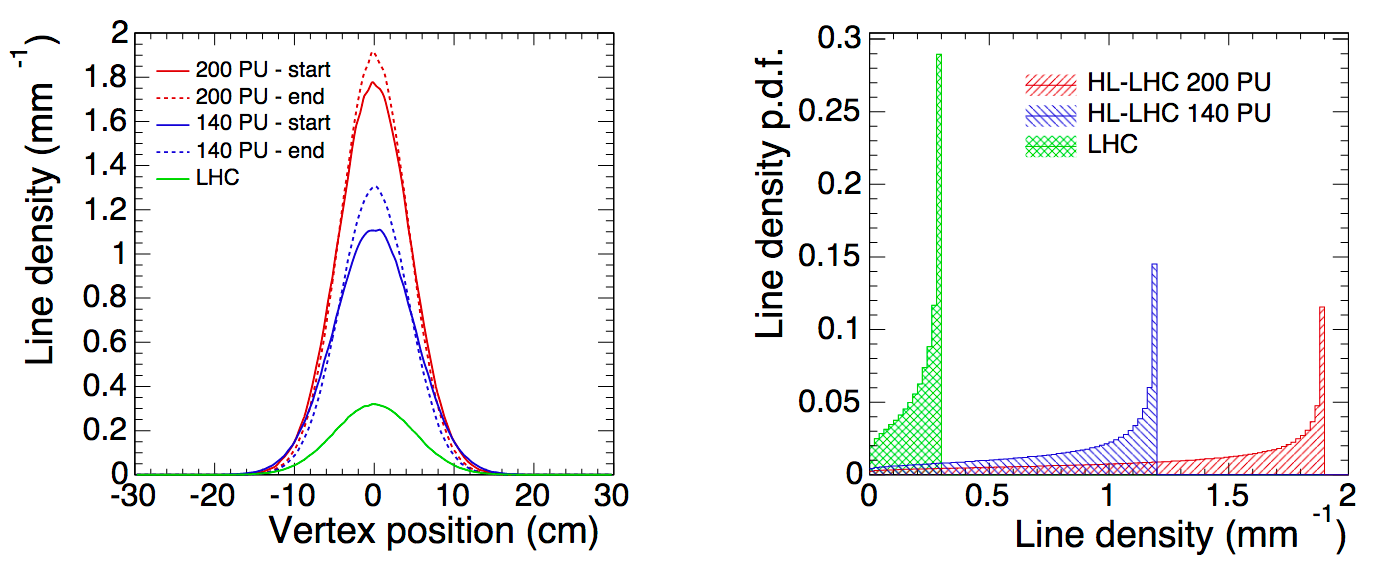 Line density (mm -1)
2
1.8
1.6
1.4
1.2
1
0.8
0.6
0.4
0.2
0
200 PU - start
200 PU - end
140 PU - start
140 PU - end
LHC
-30 -20 -10 0 10 20 30
Vertex position (cm)
Line density p.d.f.
0.3
0.25
0.2
0.15
0.1
0.05
0
HL-LHC 200 PU
HL-LHC 140 PU
LHC
0 0.5 1 1.5 2
Line density (mm -1)